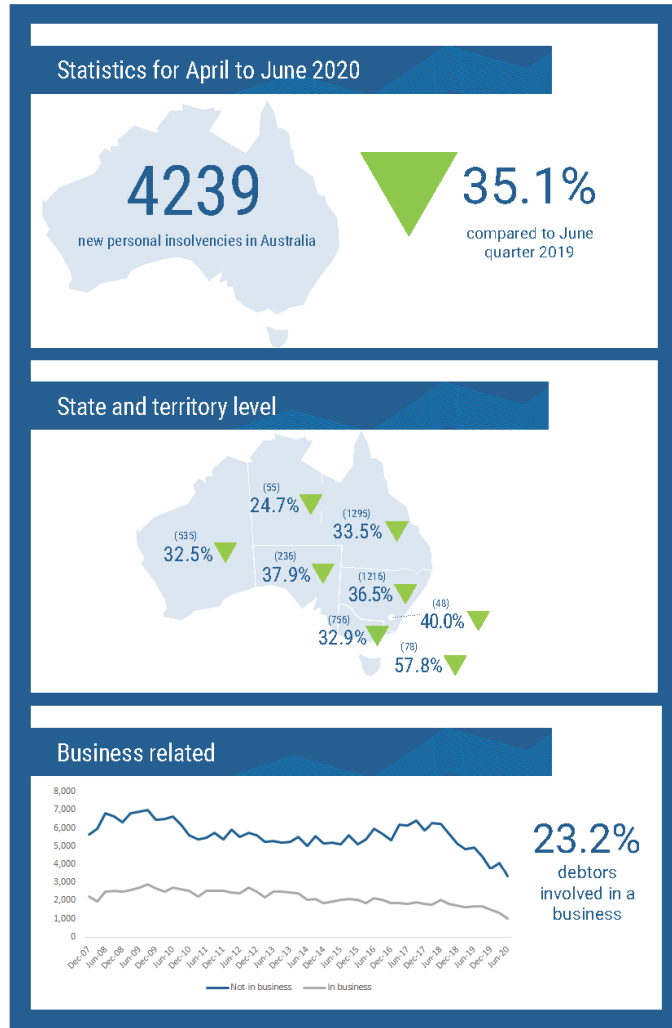 Statistics for April to June 2020
4239
new personal insolvencies in Australia
35.1%
compared to June
quarter 2019
State and territory level
(55)
24.7%
(1295)
33.5%
(535)
32.5%
(236)
37.9%
(1216)
36.5%
(48)
40.0%
(756)
32.9%
(78)
57.8%
Business related
8,000
7,000
6,000
5,000
4,000
3,000
2,000
1,000
0
Dec-07
Jun-08
Dec-08
Jun-09
Dec-09
Jun-10
Dec-10
Jun-11
Dec-11
Jun-12
Dec-12
Jun-13
Dec-13
Jun-14
Dec-14
Jun-15
Dec-15
Jun-16
Dec-16
Jun-17
Dec-17
Jun-18
Dec-18
Jun-19
Dec-19
Jun-20
Not in business
In business
23.2%
debtors
involved in a
business